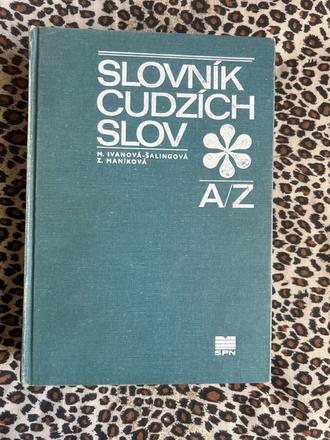 SLOVNÍK
CUDZÍCH
SLOV
M. IVANOVÁ-ŠALINGOVÁ
Z. MANÍKOVÁ
A/Z
SPN